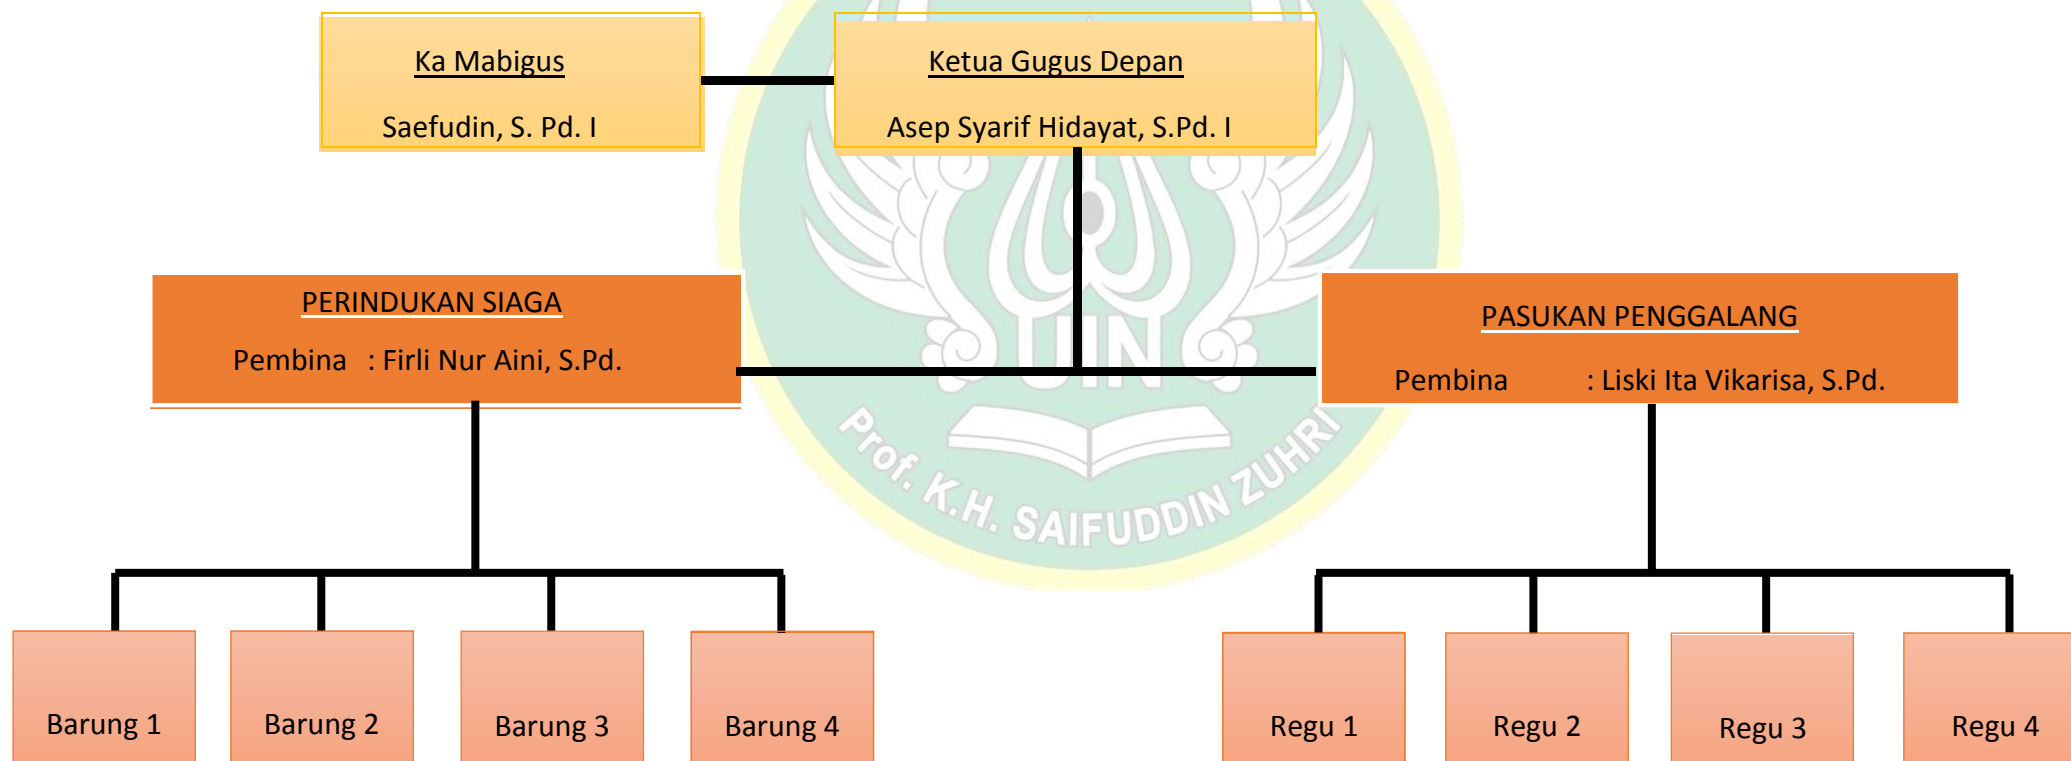 Ka Mabigus
Saefudin, S. Pd. I
Ketua Gugus Depan
Asep Syarif Hidayat, S.Pd. I
PERINDUKAN SIAGA
Pembina : Firli Nur Aini, S.Pd.
PASUKAN PENGGALANG
Pembina : Liski Ita Vikarisa, S.Pd.
UIN
Prof. K.H. SAIFUDDIN ZUHRI
Barung 1
Barung 2
Barung 3
Barung 4
Regu 1
Regu 2
Regu 3
Regu 4